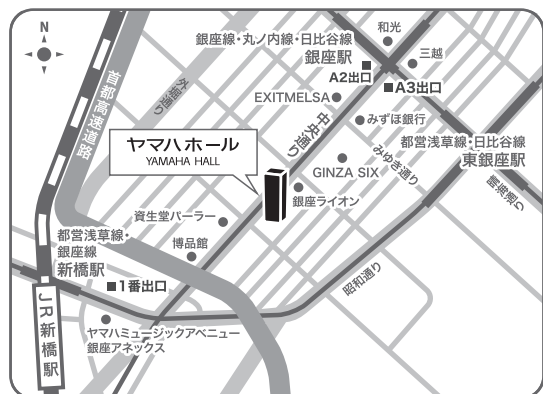 N
和光
銀座線・丸ノ内線・日比谷線
銀座駅
三越
A2出口
A3出口
外堀通り
EXITMELSA
首都高速道路
みずほ銀行
中央通り
都営浅草線・日比谷線
東銀座駅
ヤマハホール
YAMAHA HALL
みゆき通り
GINZA SIX
晴海通り
銀座ライオン
資生堂パーラー
都営浅草線・
銀座線
新橋駅
博品館
昭和通り
1番出口
JR新橋駅
ヤマハミュージックアベニュー
銀座アネックス